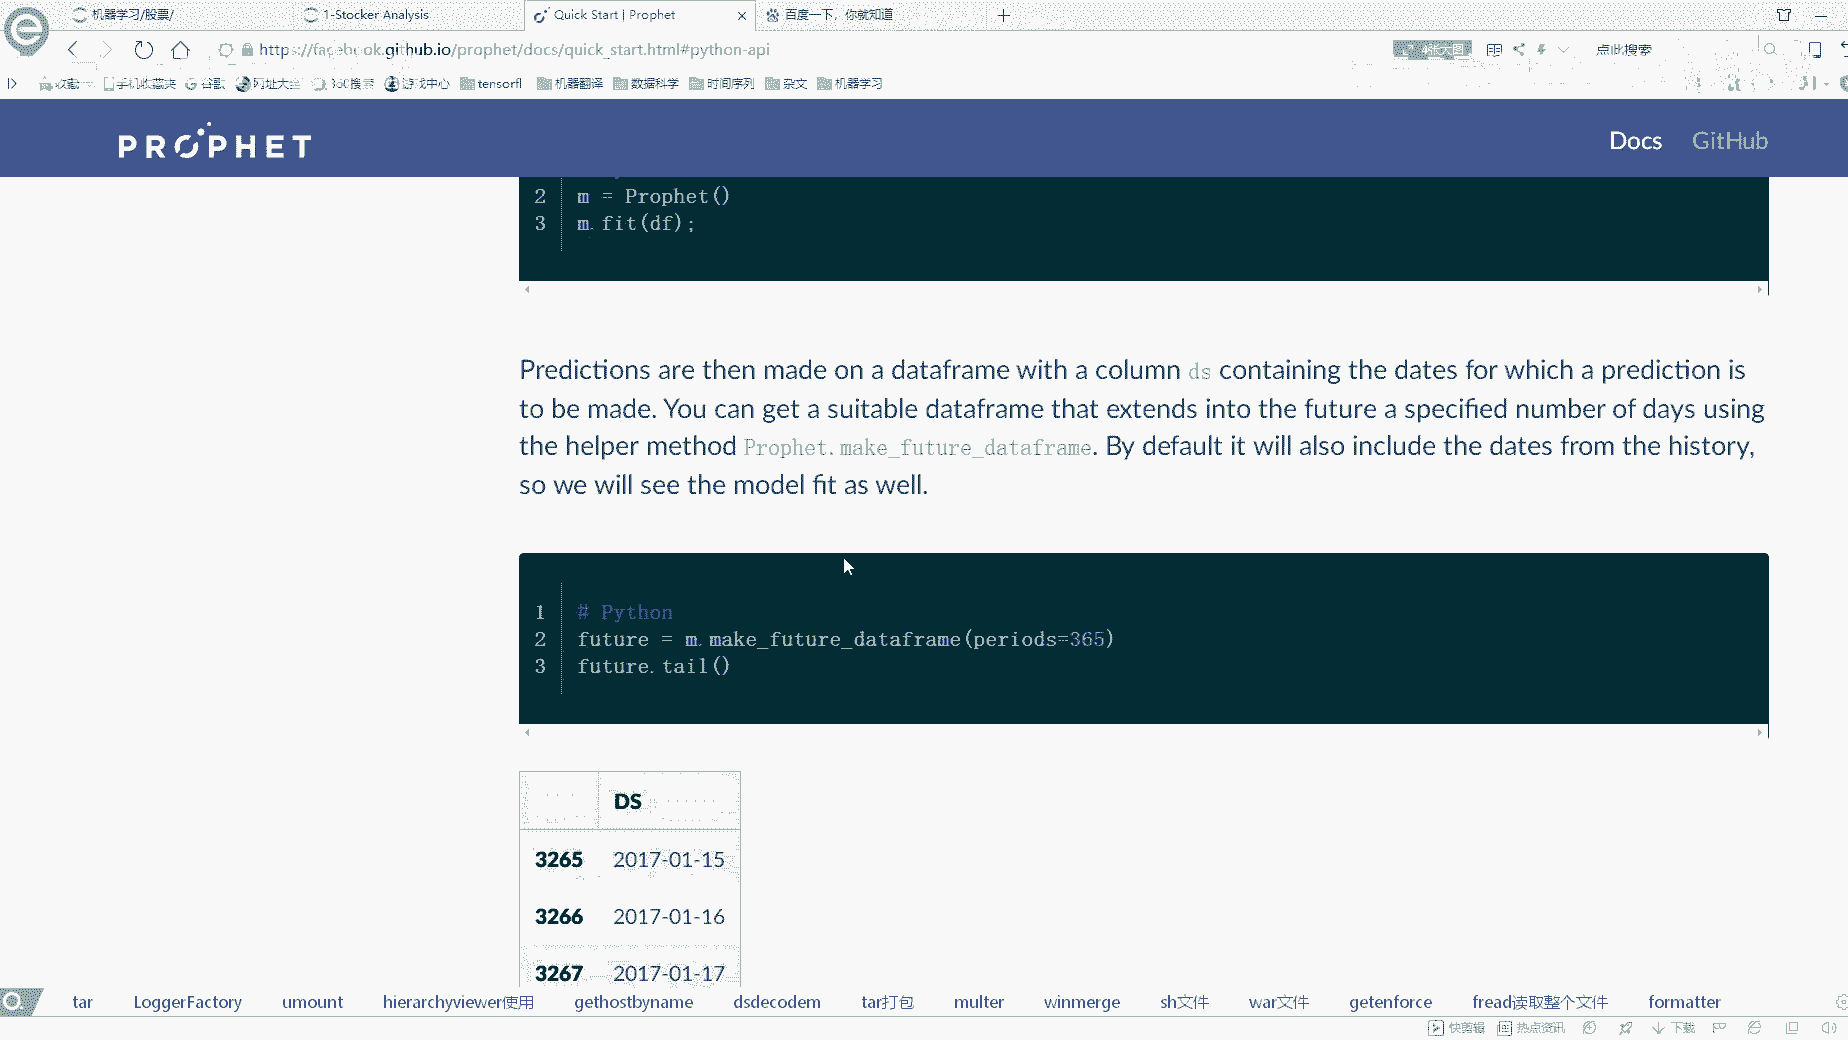 机器学习/股票/
1-Stocker Analysis
Quick Start | Prophet
百度一下，你就知道
https://facebook.github.io/prophet/docs/quick_start.html#python-api
4张大图
点此搜索
收藏
手机收藏夹
谷歌
网址大全
360搜索
游戏中心
tensorfl
机器翻译
数据科学
时间序列
杂文
机器学习
PROPHET
Docs
GitHub
2 m = Prophet()
3 m.fit(df);
Predictions are then made on a dataframe with a column ds containing the dates for which a prediction is
to be made. You can get a suitable dataframe that extends into the future a specified number of days using
the helper method Prophet.make_future_dataframe. By default it will also include the dates from the history,
so we will see the model fit as well.
1 # Python
2 future = m.make_future_dataframe(periods=365)
3 future.tail()
DS
3265 2017-01-15
3266 2017-01-16
3267 2017-01-17
tar
LoggerFactory
umount
hierarchyviewer使用
gethostbyname
dsdecodem
tar打包
multer
winmerge
sh文件
war文件
getenforce
fread读取整个文件
formatter
快剪辑
热点资讯
下载